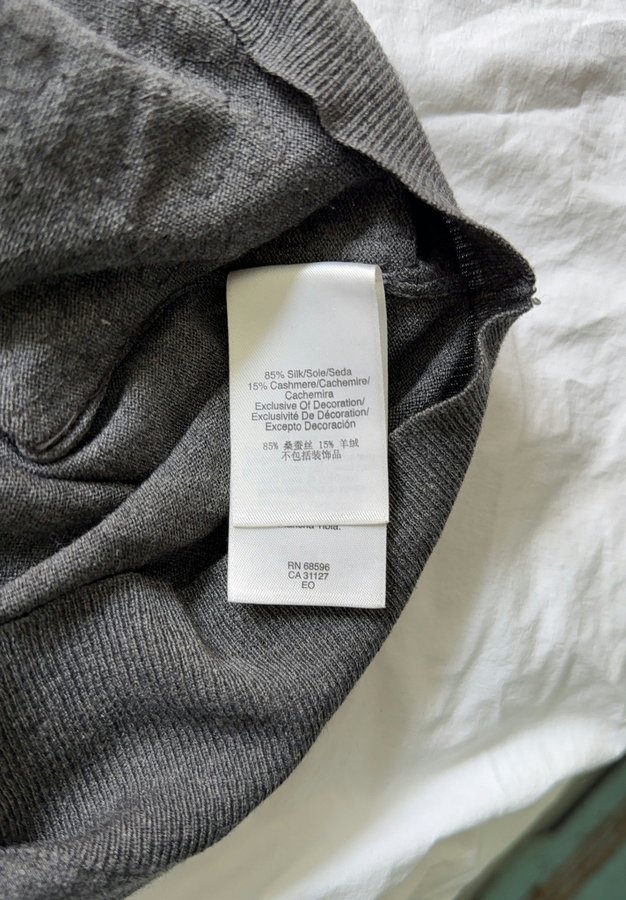 85% Silk/Sole/Seda
15% Cashmere/Cachemire/
Cachemira
Exclusive Of Decoration/
Exclusivité De Décoration/
Excepto Decoración
85% 桑蚕丝 15% 羊绒
不包括装饰品
RN 68596
CA 31127
EO